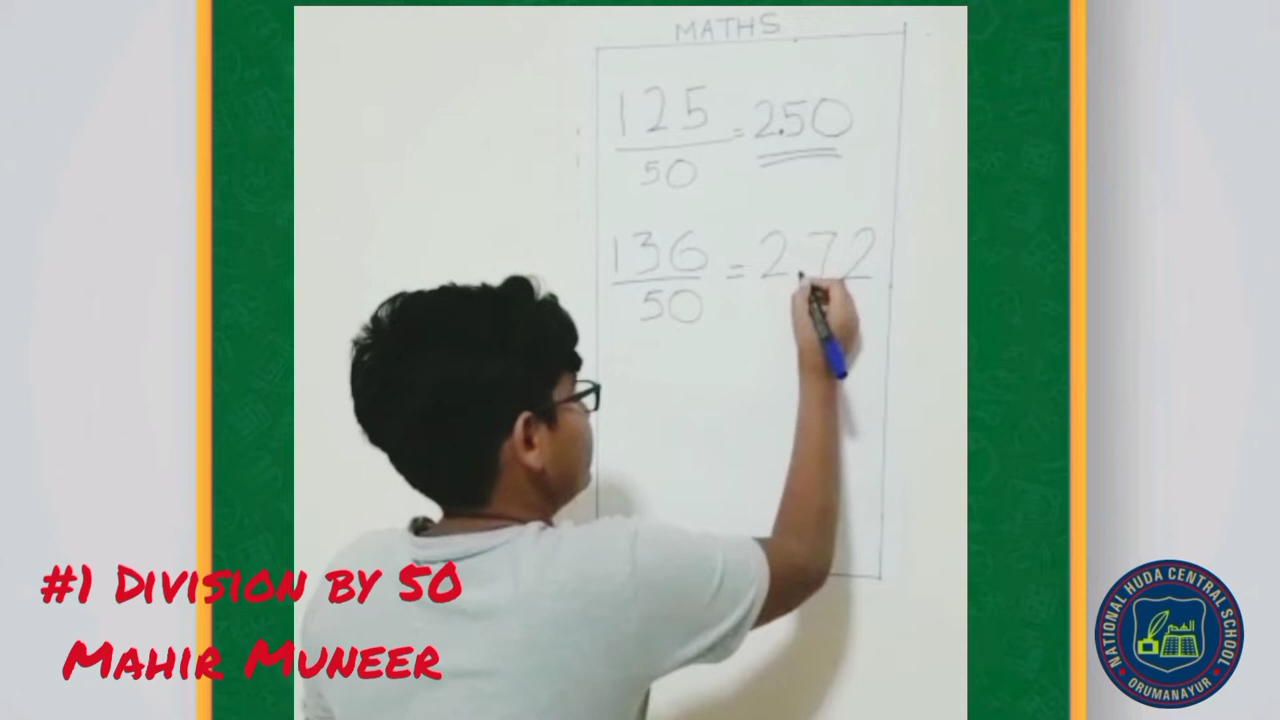 MATHS
125
= 2.50
50
136
= 2.72
50
#1 Division by 50
Mahir Muneer
NATIONAL HUDA CENTRAL SCHOOL
الهدى
ORUMANAYUR